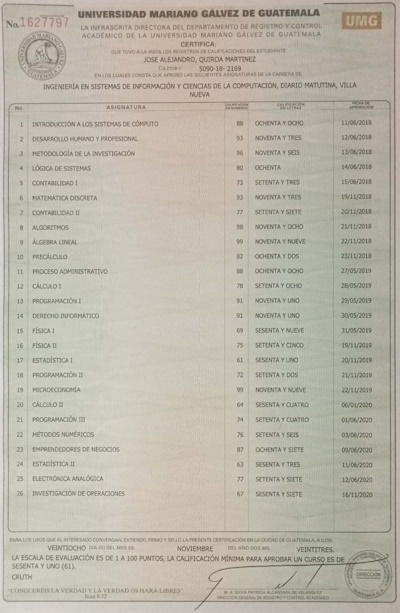 UNIVERSIDAD MARIANO GÁLVEZ DE GUATEMALA
UMG
No. 1627797
LA INFRASCRITA DIRECTORA DEL DEPARTAMENTO DE REGISTRO Y CONTROL
ACADÉMICO DE LA UNIVERSIDAD MARIANO GÁLVEZ DE GUATEMALA
CERTIFICA:
QUE TUVO A LA VISTA LOS REGISTROS DE CALIFICACIONES DEL ESTUDIANTE
JOSE ALEJANDRO, QUIROA MARTINEZ
CARNE: 5090-18-2169
EN LOS CUALES CONSTA QUE APROBÓ LAS SIGUIENTES ASIGNATURAS DE LA CARRERA DE
INGENIERÍA EN SISTEMAS DE INFORMACIÓN Y CIENCIAS DE LA COMPUTACIÓN, DIARIO MATUTINA, VILLA
NUEVA
No. ASIGNATURA CALIFICACIÓN EN NÚMERO CALIFICACIÓN EN LETRAS FECHA DE APROBACIÓN
1 INTRODUCCIÓN A LOS SISTEMAS DE CÓMPUTO 88 OCHENTA Y OCHO 11/06/2018
2 DESARROLLO HUMANO Y PROFESIONAL 93 NOVENTA Y TRES 12/06/2018
3 METODOLOGÍA DE LA INVESTIGACIÓN 96 NOVENTA Y SEIS 13/06/2018
4 LÓGICA DE SISTEMAS 80 OCHENTA 14/06/2018
5 CONTABILIDAD I 73 SETENTA Y TRES 15/06/2018
6 MATEMÁTICA DISCRETA 93 NOVENTA Y TRES 19/11/2018
7 CONTABILIDAD II 77 SETENTA Y SIETE 20/11/2018
8 ALGORITMOS 98 NOVENTA Y OCHO 21/11/2018
9 ÁLGEBRA LINEAL 99 NOVENTA Y NUEVE 22/11/2018
10 PRECÁLCULO 82 OCHENTA Y DOS 23/11/2018
11 PROCESO ADMINISTRATIVO 88 OCHENTA Y OCHO 27/05/2019
12 CÁLCULO I 78 SETENTA Y OCHO 28/05/2019
13 PROGRAMACIÓN I 91 NOVENTA Y UNO 29/05/2019
14 DERECHO INFORMÁTICO 91 NOVENTA Y UNO 30/05/2019
15 FÍSICA I 69 SESENTA Y NUEVE 31/05/2019
16 FÍSICA II 75 SETENTA Y CINCO 19/11/2019
17 ESTADÍSTICA I 61 SESENTA Y UNO 20/11/2019
18 PROGRAMACIÓN II 72 SETENTA Y DOS 21/11/2019
19 MICROECONOMÍA 99 NOVENTA Y NUEVE 22/11/2019
20 CÁLCULO II 64 SESENTA Y CUATRO 06/01/2020
21 PROGRAMACIÓN III 74 SETENTA Y CUATRO 01/06/2020
22 MÉTODOS NUMÉRICOS 76 SETENTA Y SEIS 03/06/2020
23 EMPRENDEDORES DE NEGOCIOS 87 OCHENTA Y SIETE 09/06/2020
24 ESTADÍSTICA II 63 SESENTA Y TRES 11/06/2020
25 ELECTRÓNICA ANALÓGICA 77 SETENTA Y SIETE 12/06/2020
26 INVESTIGACIÓN DE OPERACIONES 67 SESENTA Y SIETE 16/11/2020
PARA LOS USOS QUE AL INTERESADO CONVENGAN, EXTIENDO, FIRMO Y SELLO LA PRESENTE CERTIFICACIÓN EN LA CIUDAD DE GUATEMALA, A LOS
VEINTIOCHO DÍA (S) DEL MES DE NOVIEMBRE DEL AÑO DOS MIL VEINTITRES.
LA ESCALA DE EVALUACIÓN ES DE 1 A 100 PUNTOS, LA CALIFICACIÓN MÍNIMA PARA APROBAR UN CURSO ES DE
SESENTA Y UNO (61).
CRUTH
"CONOCERÉIS LA VERDAD Y LA VERDAD OS HARÁ LIBRES"
Juan 8:32
M. A. SILVIA PATRICIA ALCÁNTARA DE VELÁSQUEZ
DIRECCIÓN GENERAL DE REGISTRO Y CONTROL ACADÉMICO
DIRECCIÓN